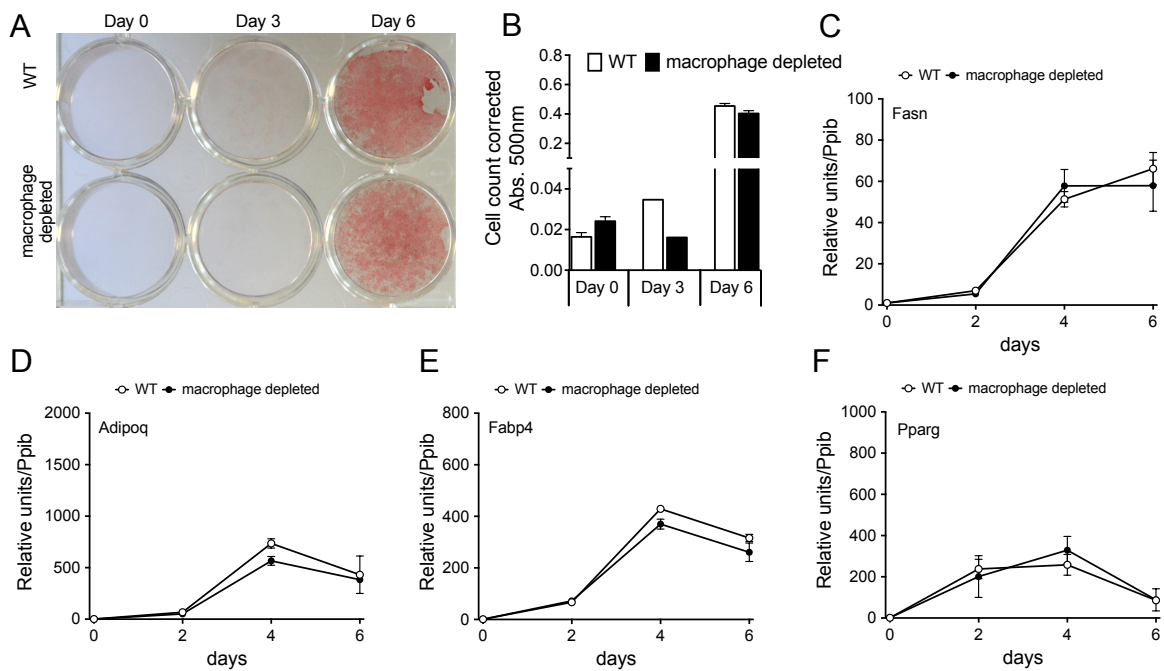 A
Day 0 Day 3 Day 6
WT
macrophage
depleted
B
WT macrophage depleted
Cell count corrected
Abs. 500nm
0.8
0.6
0.4
0.2
0.04
0.02
0.00
Day 0 Day 3 Day 6
C
WT macrophage depleted
Fasn
Relative units/Ppib
100
80
60
40
20
0
0 2 4 6
days
D
WT macrophage depleted
Adipoq
Relative units/Ppib
2000
1500
1000
500
0
0 2 4 6
days
E
WT macrophage depleted
Fabp4
Relative units/Ppib
800
600
400
200
0
0 2 4 6
days
F
WT macrophage depleted
Pparg
Relative units/Ppib
1000
800
600
400
200
0
0 2 4 6
days